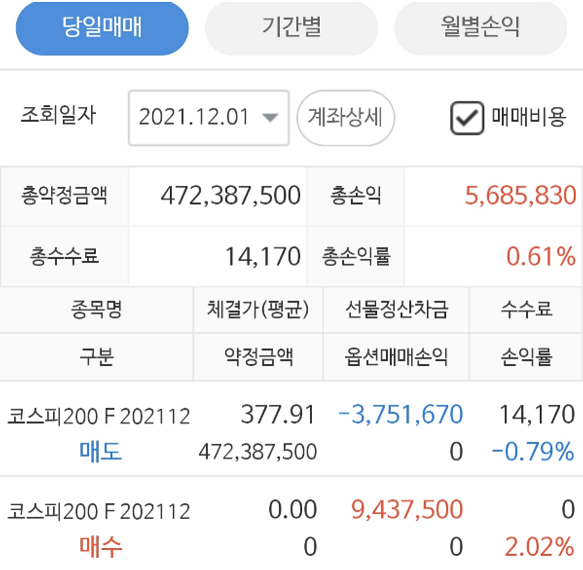 당일매매 기간별 월별손익
조회일자 2021.12.01 계좌상세 매매비용
총약정금액 472,387,500 총손익 5,685,830
총수수료 14,170 총손익률 0.61%
종목명 체결가(평균) 선물정산차금 수수료
구분 약정금액 옵션매매손익 손익률
코스피200 F 202112 377.91 -3,751,670 14,170
매도 472,387,500 0 -0.79%
코스피200 F 202112 0.00 9,437,500 0
매수 0 0 2.02%